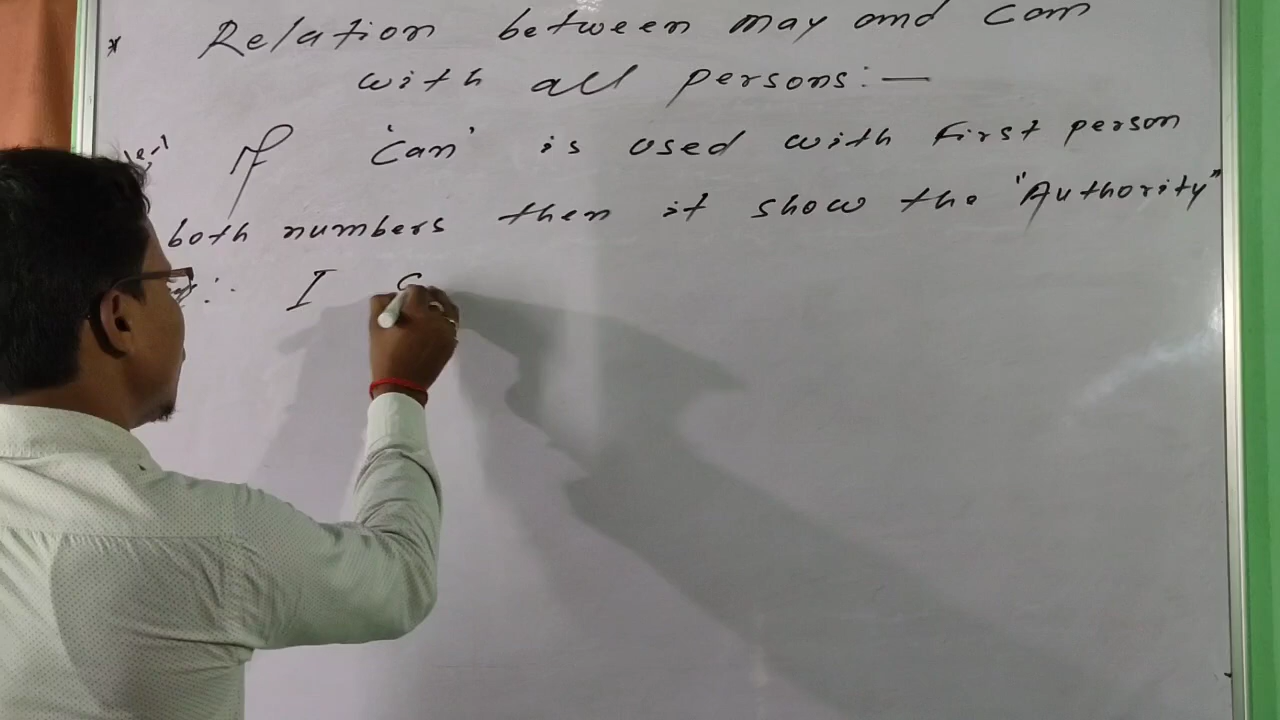 * Relation between may and can
with all persons:—
If 'can' is used with first person
both numbers then it show the "Authority"
:- I c